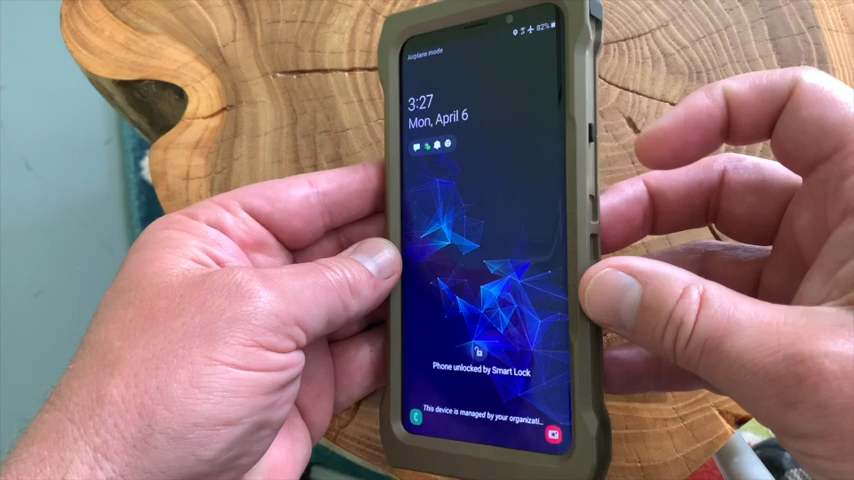 82%
Airplane mode
3:27
Mon, April 6
Phone unlocked by Smart Lock
This device is managed by your organizati...